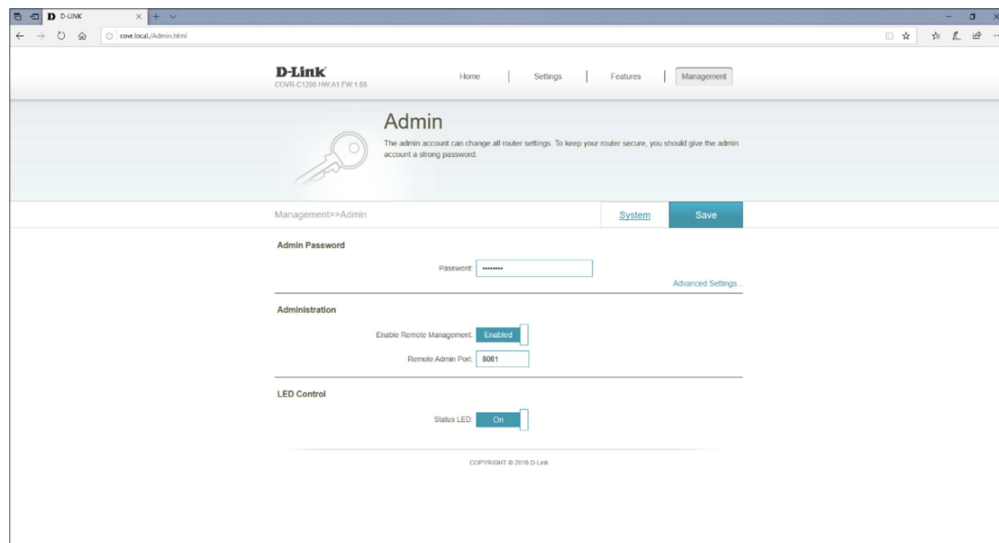 D-LINK
covr.local./Admin.html
D-Link
COVR-C1200 HW:A1 FW:1.08
Home
Settings
Features
Management
Admin
The admin account can change all router settings. To keep your router secure, you should give the admin
account a strong password.
Management>>Admin
System
Save
Admin Password
Password:
Advanced Settings...
Administration
Enable Remote Management:
Enabled
Remote Admin Port:
8081
LED Control
Status LED:
On
COPYRIGHT © 2016 D-Link